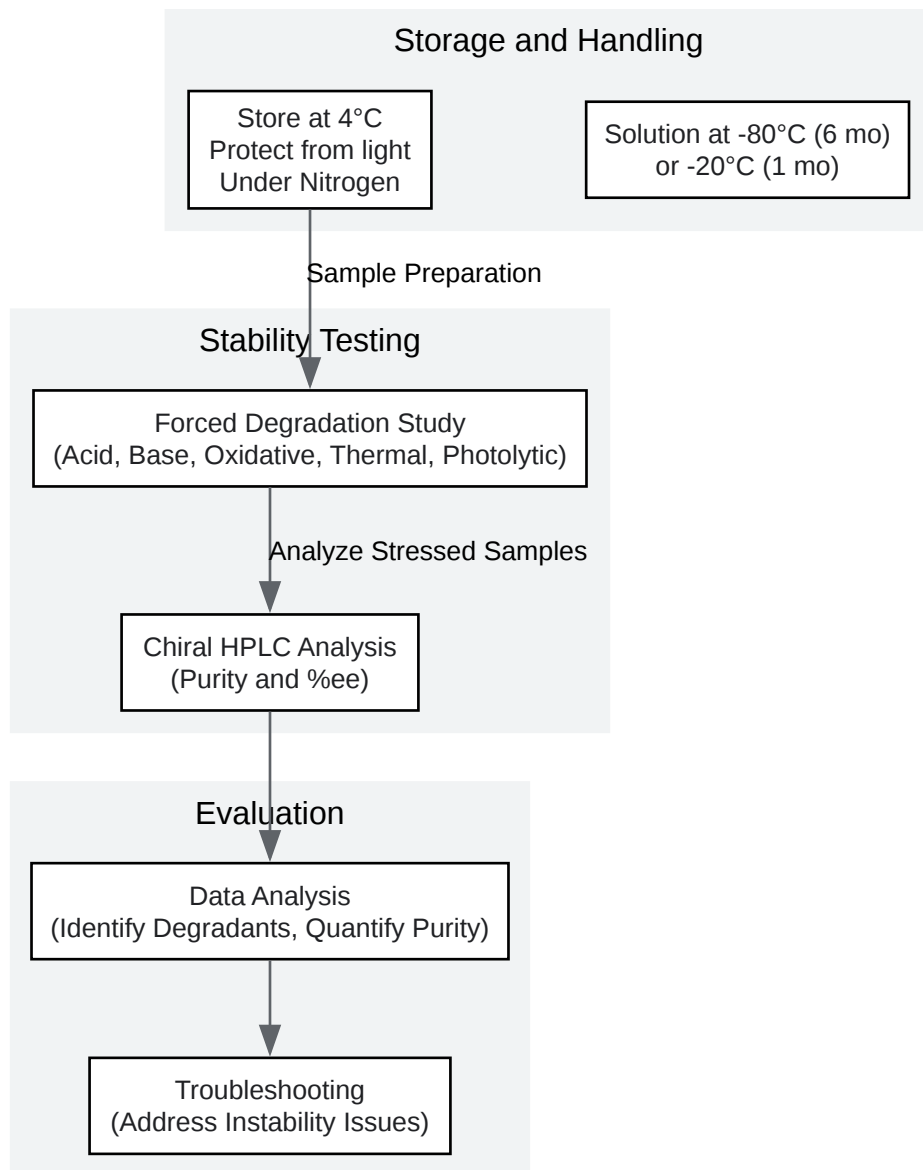 Storage and Handling
Store at 4°C
Protect from light
Under Nitrogen
Solution at -80°C (6 mo)
or -20°C (1 mo)
Sample Preparation
Stability Testing
Forced Degradation Study
(Acid, Base, Oxidative, Thermal, Photolytic)
Analyze Stressed Samples
Chiral HPLC Analysis
(Purity and %ee)
Evaluation
Data Analysis
(Identify Degradants, Quantify Purity)
Troubleshooting
(Address Instability Issues)